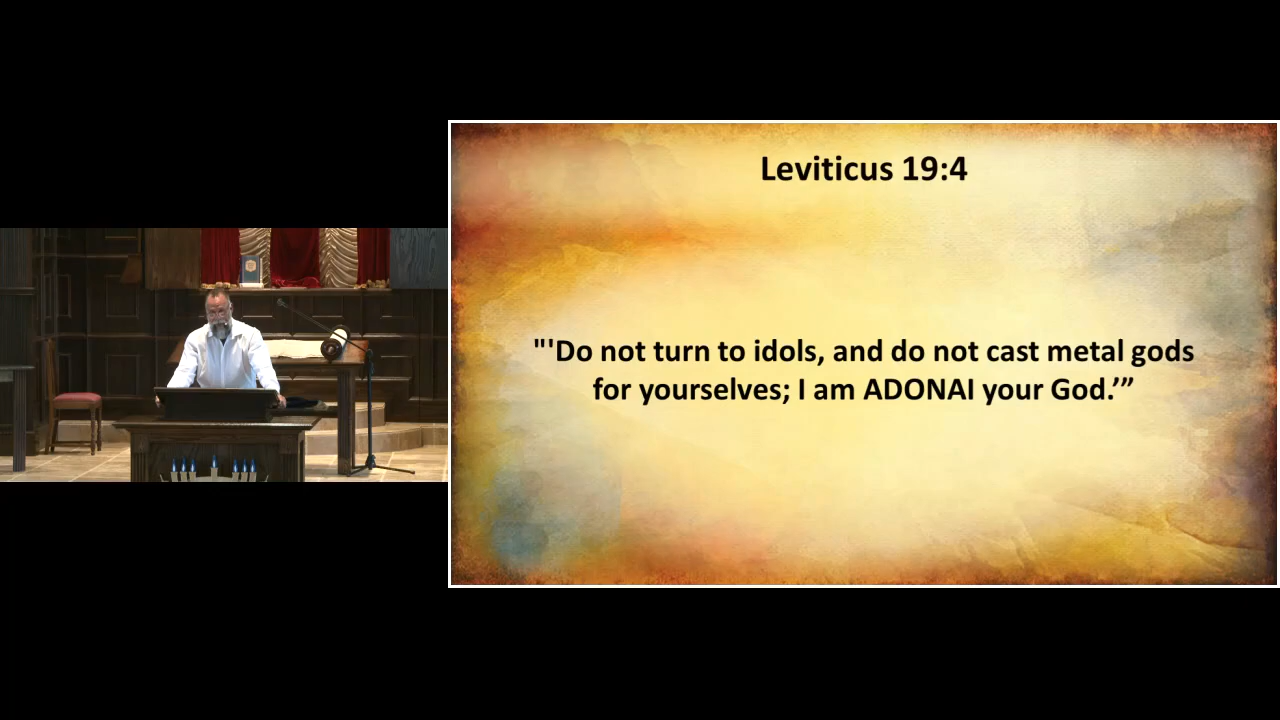 Leviticus 19:4
"'Do not turn to idols, and do not cast metal gods
for yourselves; I am ADONAI your God.’”